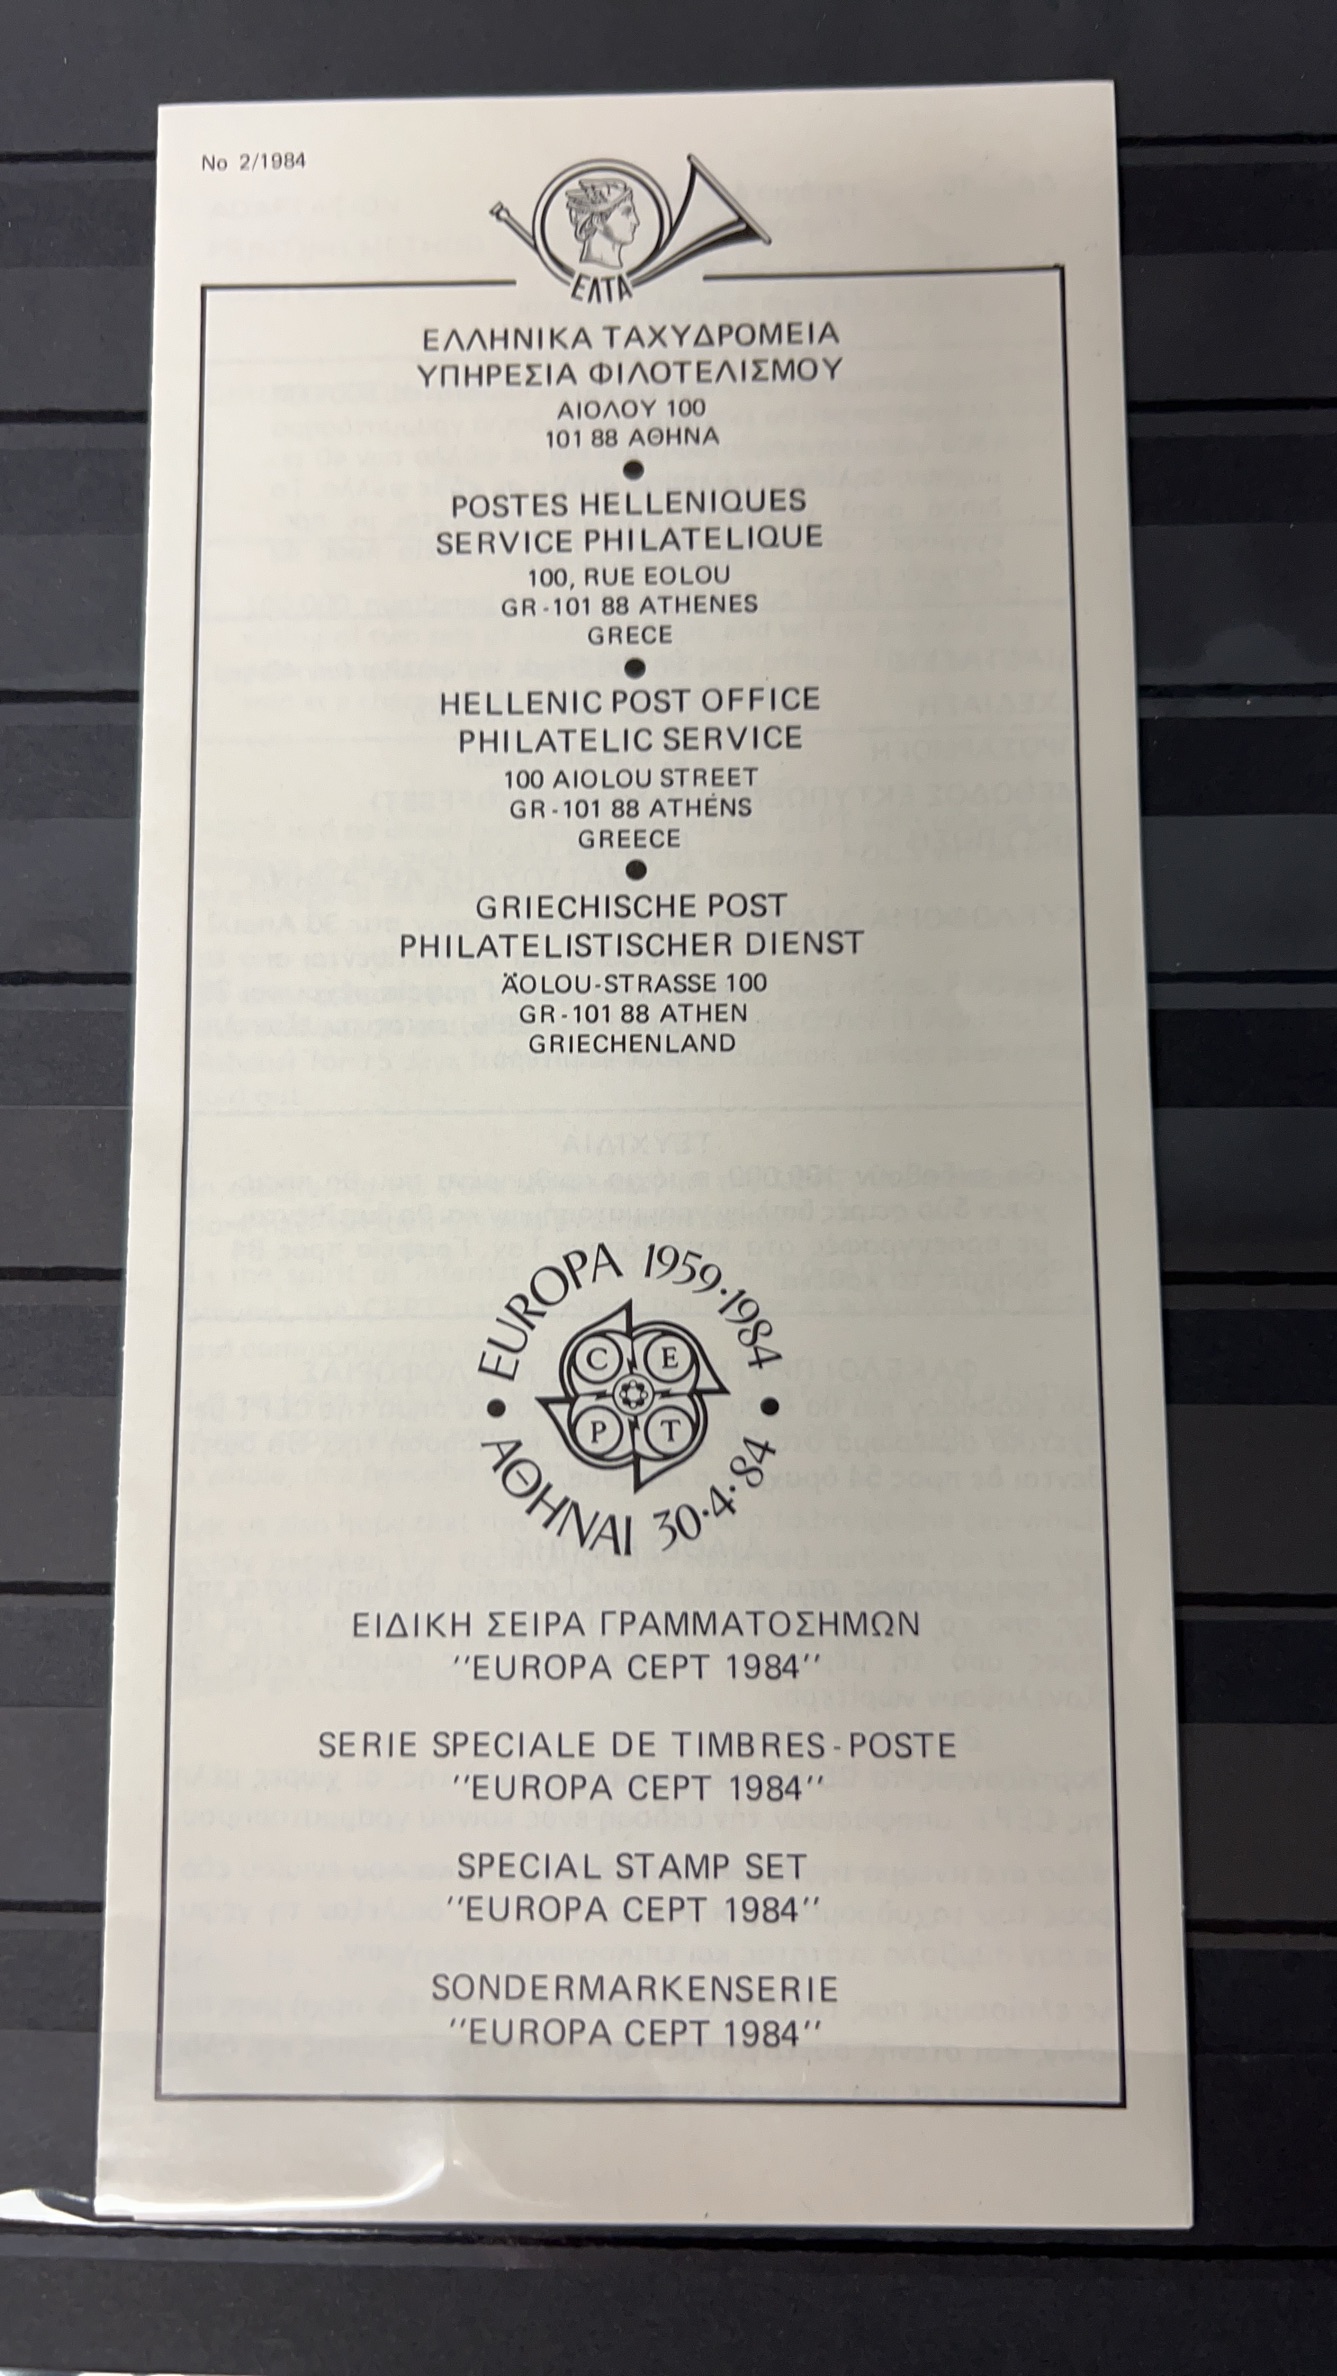 No 2/1984
ΕΛΤΑ
ΕΛΛΗΝΙΚΑ ΤΑΧΥΔΡΟΜΕΙΑ
ΥΠΗΡΕΣΙΑ ΦΙΛΟΤΕΛΙΣΜΟΥ
ΑΙΟΛΟΥ 100
101 88 ΑΘΗΝΑ
●
POSTES HELLENIQUES
SERVICE PHILATELIQUE
100, RUE EOLOU
GR-101 88 ATHENES
GRECE
●
HELLENIC POST OFFICE
PHILATELIC SERVICE
100 AIOLOU STREET
GR-101 88 ATHÉNS
GREECE
●
GRIECHISCHE POST
PHILATELISTISCHER DIENST
ÄOLOU-STRASSE 100
GR-101 88 ATHEN
GRIECHENLAND
EUROPA 1959·1984
C E
P T
• ΑΘΗΝΑΙ 30·4·84 •
ΕΙΔΙΚΗ ΣΕΙΡΑ ΓΡΑΜΜΑΤΟΣΗΜΩΝ
''EUROPA CEPT 1984''
SERIE SPECIALE DE TIMBRES-POSTE
''EUROPA CEPT 1984''
SPECIAL STAMP SET
''EUROPA CEPT 1984''
SONDERMARKENSERIE
''EUROPA CEPT 1984''